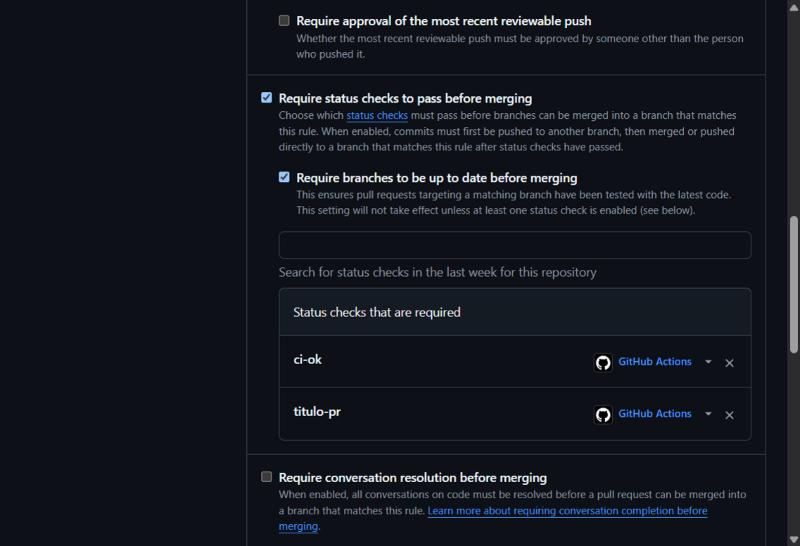 Require approval of the most recent reviewable push
Whether the most recent reviewable push must be approved by someone other than the person
who pushed it.
Require status checks to pass before merging
Choose which status checks must pass before branches can be merged into a branch that matches
this rule. When enabled, commits must first be pushed to another branch, then merged or pushed
directly to a branch that matches this rule after status checks have passed.
Require branches to be up to date before merging
This ensures pull requests targeting a matching branch have been tested with the latest code.
This setting will not take effect unless at least one status check is enabled (see below).
Search for status checks in the last week for this repository
Status checks that are required
ci-ok GitHub Actions
titulo-pr GitHub Actions
Require conversation resolution before merging
When enabled, all conversations on code must be resolved before a pull request can be merged into
a branch that matches this rule. Learn more about requiring conversation completion before
merging.